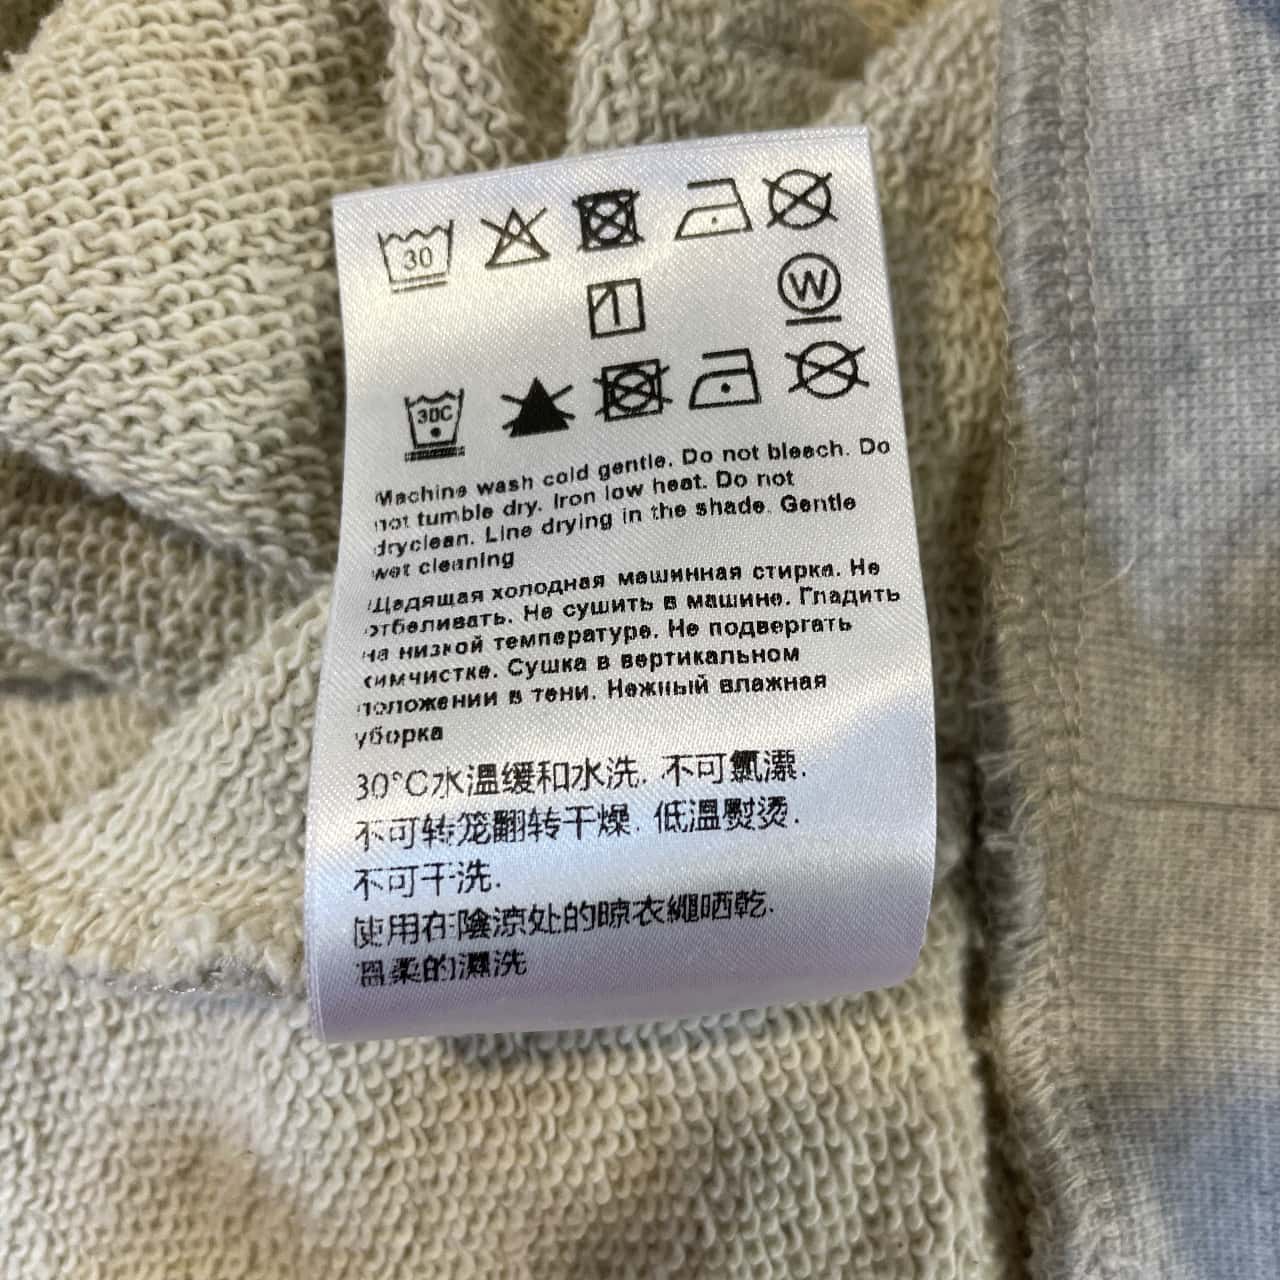 30
W
30C
Machine wash cold gentle. Do not bleach. Do
not tumble dry. Iron low heat. Do not
dryclean. Line drying in the shade. Gentle
wet cleaning
Щадящая холодная машинная стирка. Не
отбеливать. Не сушить в машине. Гладить
на низкой температуре. Не подвергать
химчистке. Сушка в вертикальном
положении в тени. Нежный влажная
уборка
30°C水温缓和水洗. 不可氯漂.
不可转笼翻转干燥. 低温熨烫.
不可干洗.
使用在陰涼处的晾衣繩晒乾.
溫柔的濕洗